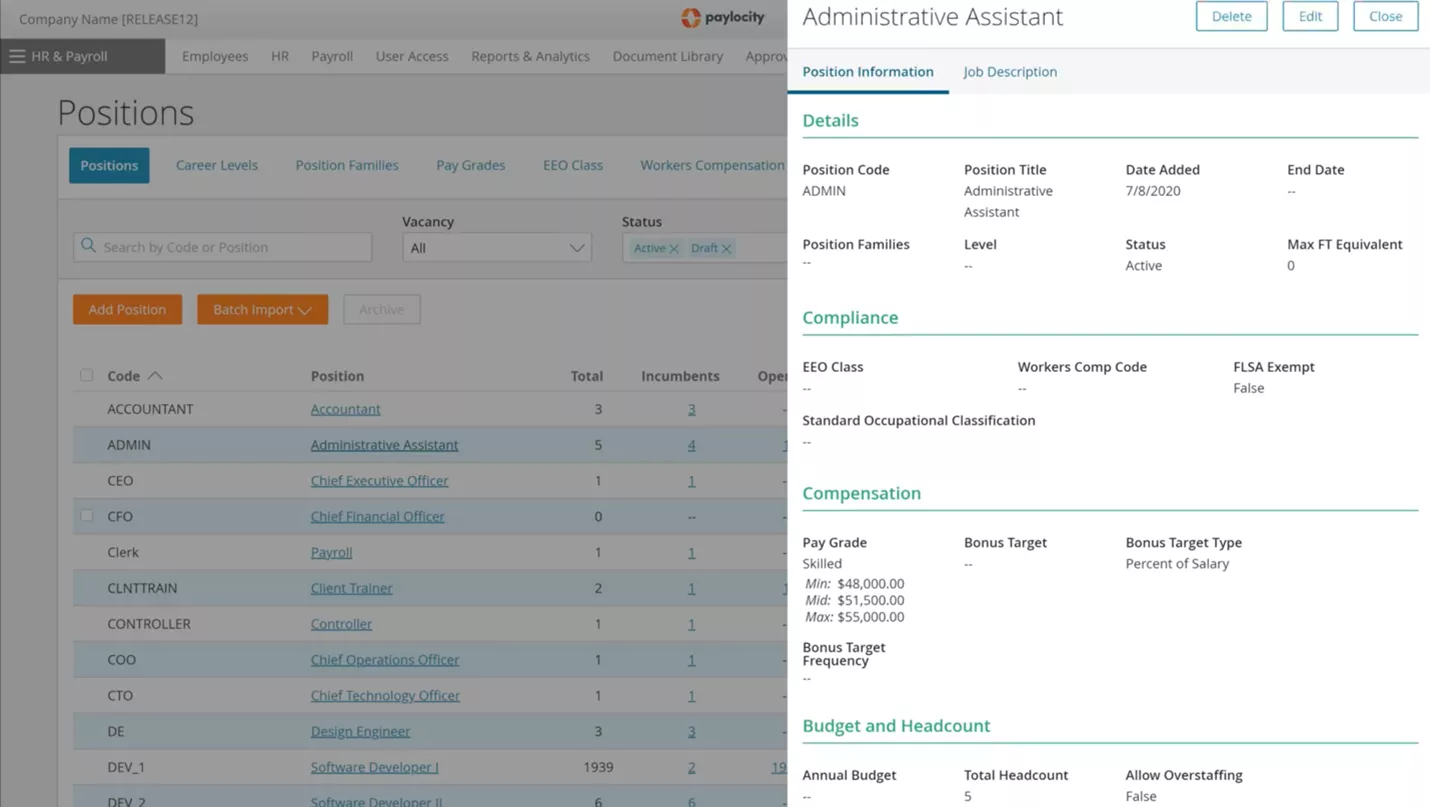 Company Name [RELEASE12]
paylocity
HR & Payroll
Employees HR Payroll User Access Reports & Analytics Document Library Approv
Positions
Positions Career Levels Position Families Pay Grades EEO Class Workers Compensation
Vacancy Status
Search by Code or Position All Active Draft
Add Position Batch Import Archive
Code Position Total Incumbents Ope
ACCOUNTANT Accountant 3 3 -
ADMIN Administrative Assistant 5 4 1
CEO Chief Executive Officer 1 1 -
CFO Chief Financial Officer 0 -- -
Clerk Payroll 1 1 -
CLNTTRAIN Client Trainer 2 1 1
CONTROLLER Controller 1 1 -
COO Chief Operations Officer 1 1 -
CTO Chief Technology Officer 1 1 -
DE Design Engineer 3 3 -
DEV_1 Software Developer I 1939 2 19
DEV_2 Software Developer II 6 6 -
Administrative Assistant
Delete Edit Close
Position Information Job Description
Details
Position Code Position Title Date Added End Date
ADMIN Administrative 7/8/2020 --
Assistant
Position Families Level Status Max FT Equivalent
-- -- Active 0
Compliance
EEO Class Workers Comp Code FLSA Exempt
-- -- False
Standard Occupational Classification
--
Compensation
Pay Grade Bonus Target Bonus Target Type
Skilled -- Percent of Salary
Min: $48,000.00
Mid: $51,500.00
Max: $55,000.00
Bonus Target
Frequency
--
Budget and Headcount
Annual Budget Total Headcount Allow Overstaffing
-- 5 False